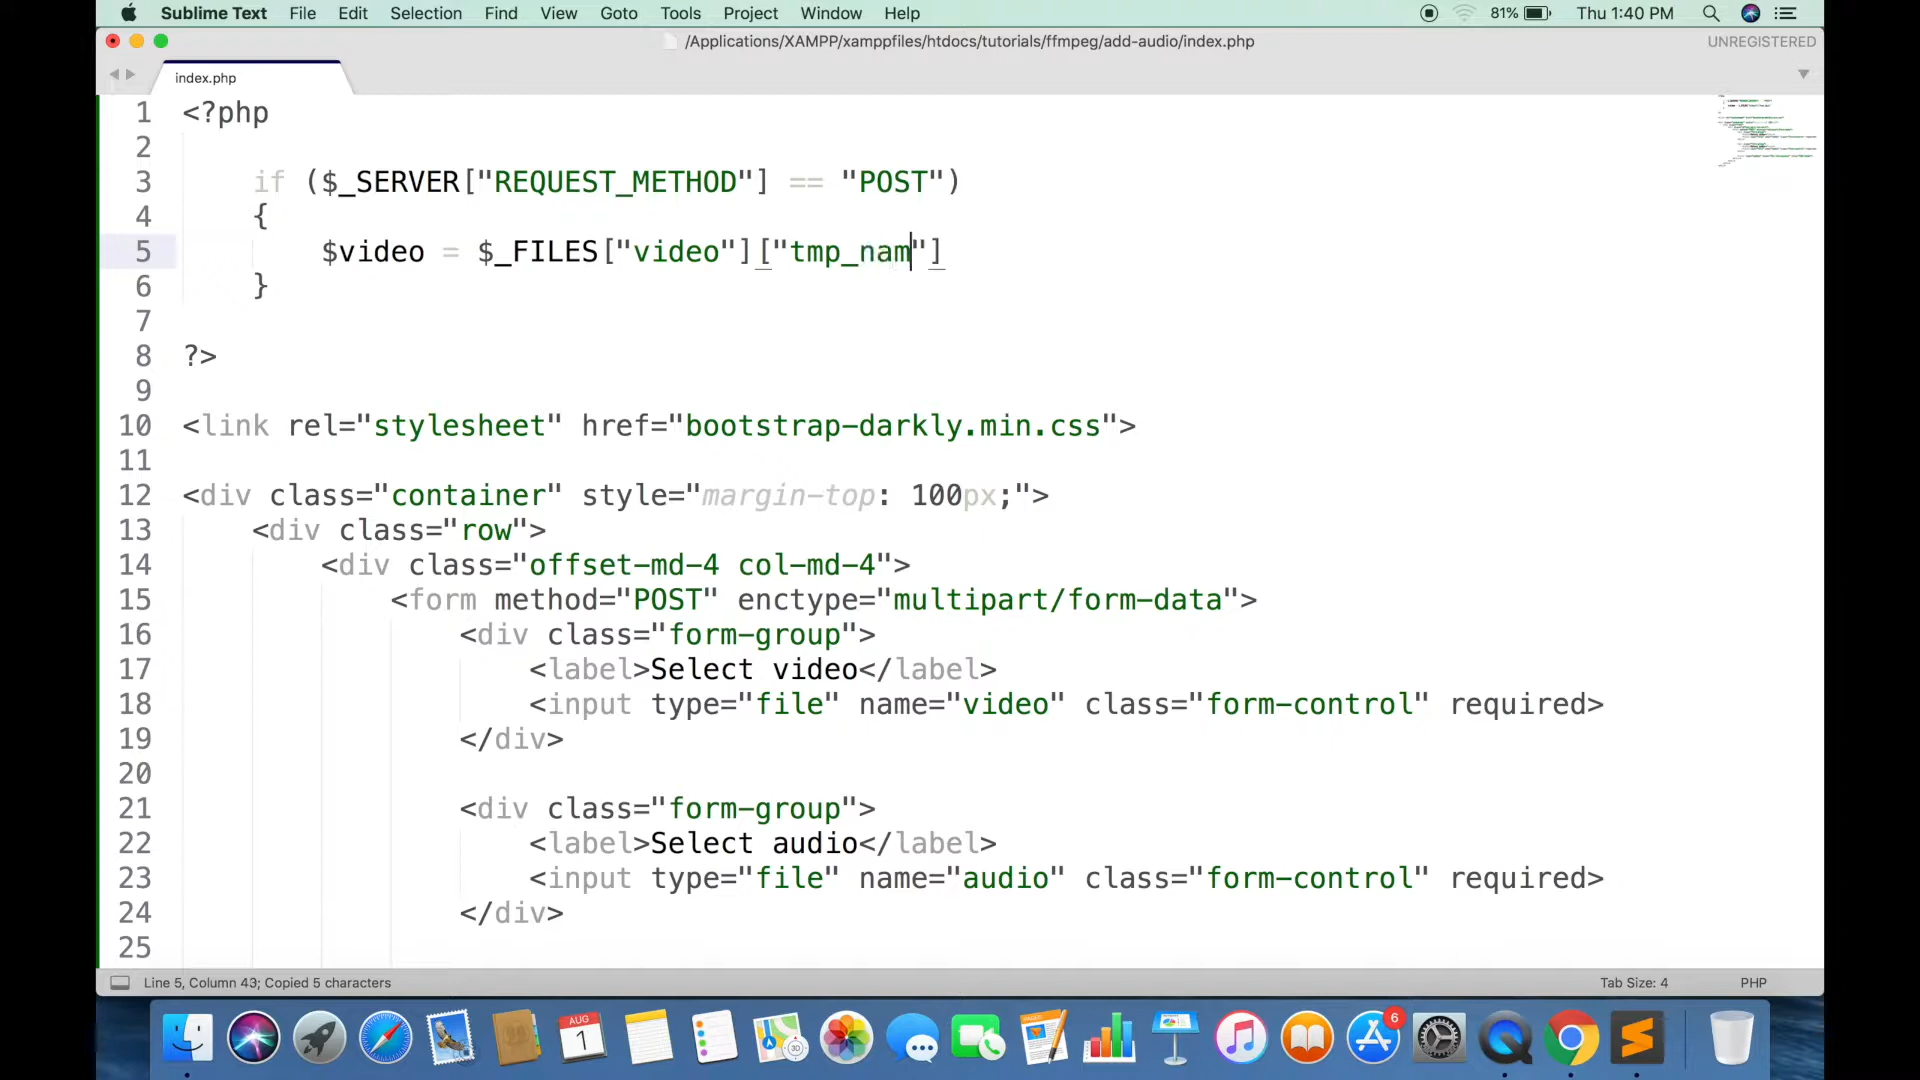 Sublime Text File Edit Selection Find View Goto Tools Project Window Help 81% Thu 1:40 PM
/Applications/XAMPP/xamppfiles/htdocs/tutorials/ffmpeg/add-audio/index.php UNREGISTERED
index.php
1 <?php
2
3 if ($_SERVER["REQUEST_METHOD"] == "POST")
4 {
5 $video = $_FILES["video"]["tmp_nam"]
6 }
7
8 ?>
9
10 <link rel="stylesheet" href="bootstrap-darkly.min.css">
11
12 <div class="container" style="margin-top: 100px;">
13 <div class="row">
14 <div class="offset-md-4 col-md-4">
15 <form method="POST" enctype="multipart/form-data">
16 <div class="form-group">
17 <label>Select video</label>
18 <input type="file" name="video" class="form-control" required>
19 </div>
20
21 <div class="form-group">
22 <label>Select audio</label>
23 <input type="file" name="audio" class="form-control" required>
24 </div>
25
Line 5, Column 43; Copied 5 characters Tab Size: 4 PHP
AUG
1
6